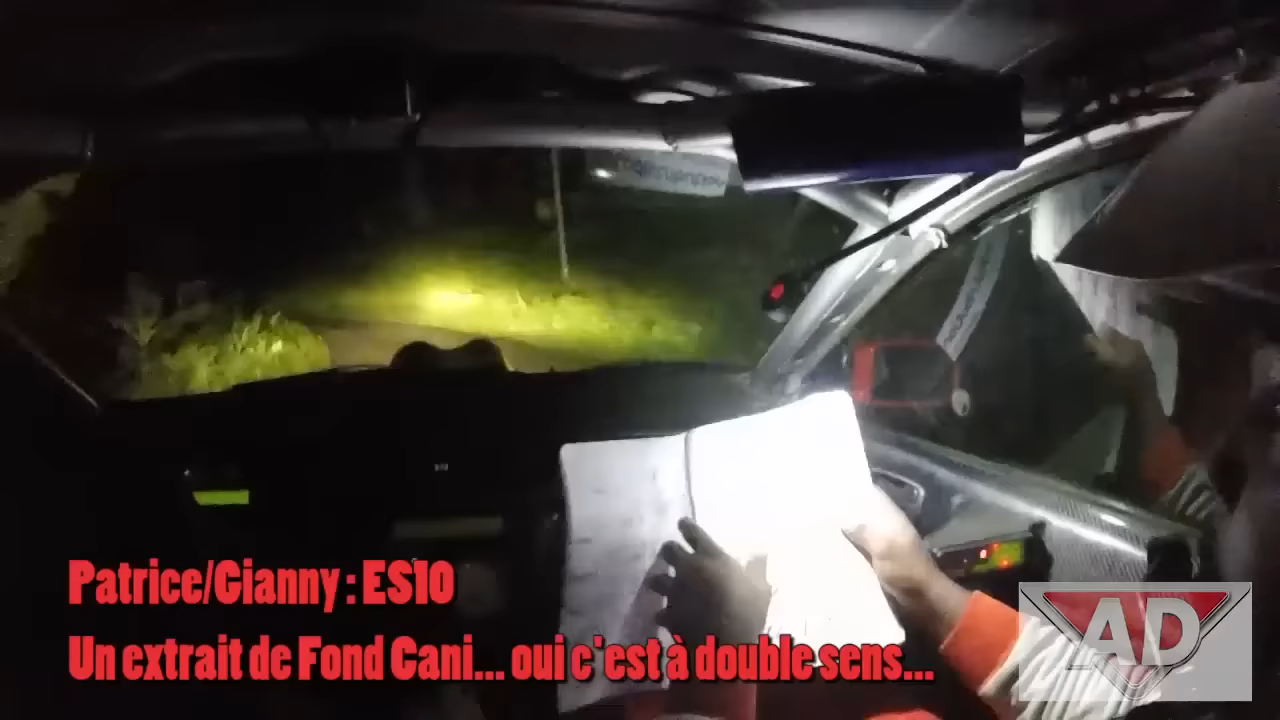 Patrice/Gianny : ES10
Un extrait de Fond Cani... oui c'est à double sens...
AD